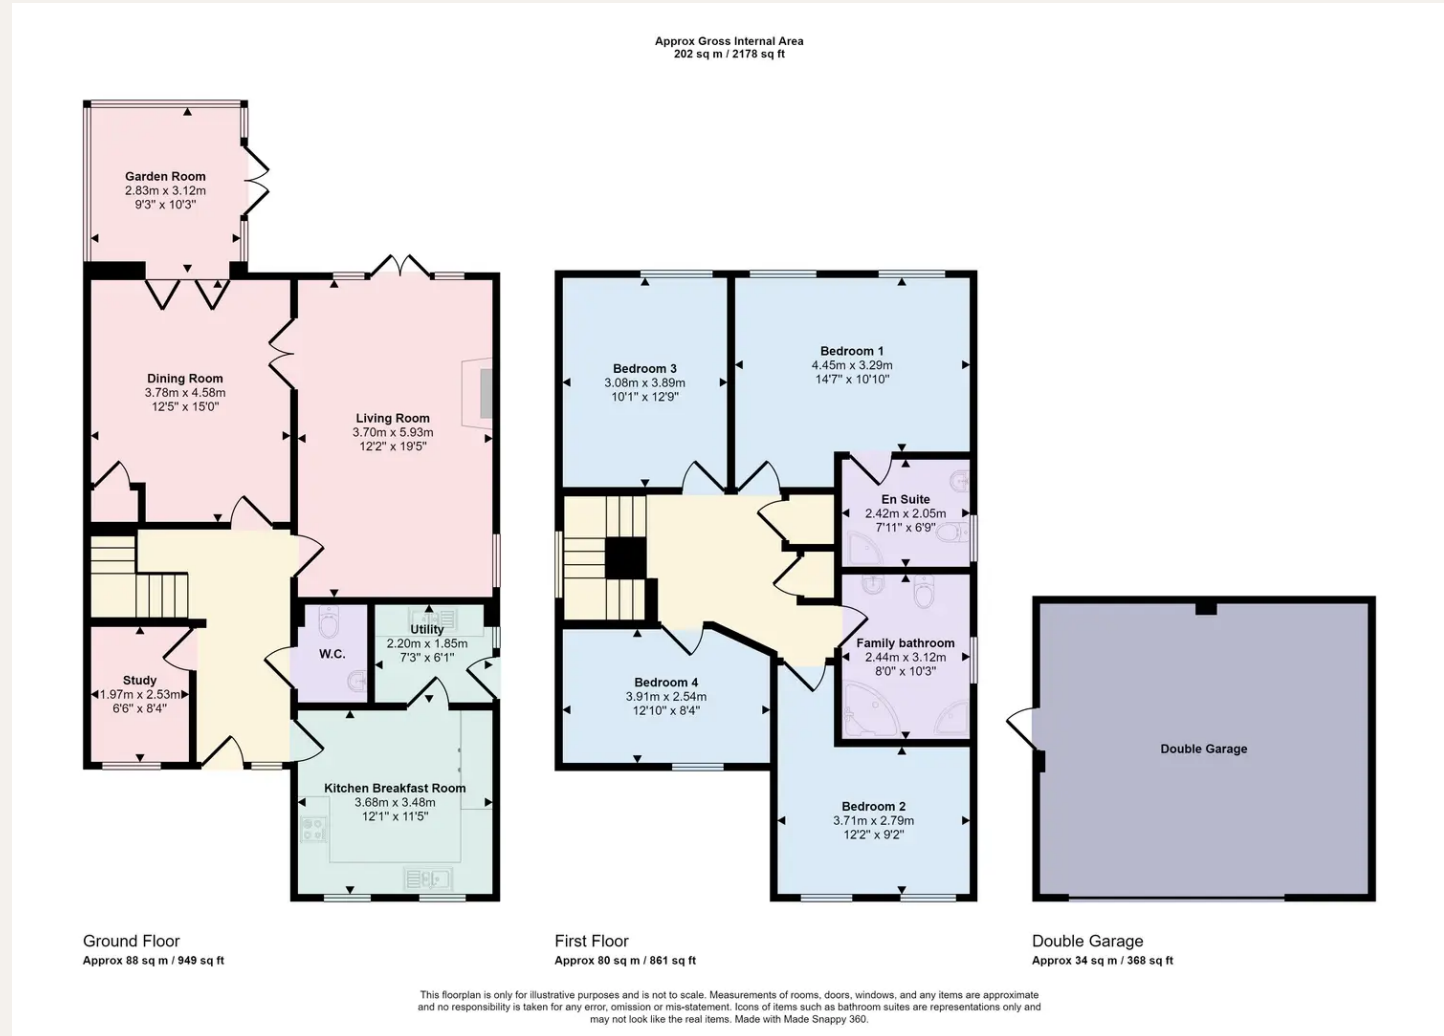 Approx Gross Internal Area
202 sq m / 2178 sq ft
Garden Room
2.83m x 3.12m
9'3" x 10'3"
Dining Room
3.78m x 4.58m
12'5" x 15'0"
Living Room
3.70m x 5.93m
12'2" x 19'5"
Utility
2.20m x 1.85m
7'3" x 6'1"
W.C.
Study
1.97m x 2.53m
6'6" x 8'4"
Kitchen Breakfast Room
3.68m x 3.48m
12'1" x 11'5"
Bedroom 3
3.08m x 3.89m
10'1" x 12'9"
Bedroom 1
4.45m x 3.29m
14'7" x 10'10"
En Suite
2.42m x 2.05m
7'11" x 6'9"
Family bathroom
2.44m x 3.12m
8'0" x 10'3"
Bedroom 4
3.91m x 2.54m
12'10" x 8'4"
Bedroom 2
3.71m x 2.79m
12'2" x 9'2"
Double Garage
Ground Floor
Approx 88 sq m / 949 sq ft
First Floor
Approx 80 sq m / 861 sq ft
Double Garage
Approx 34 sq m / 368 sq ft
This floorplan is only for illustrative purposes and is not to scale. Measurements of rooms, doors, windows, and any items are approximate
and no responsibility is taken for any error, omission or mis-statement. Icons of items such as bathroom suites are representations only and
may not look like the real items. Made with Made Snappy 360.